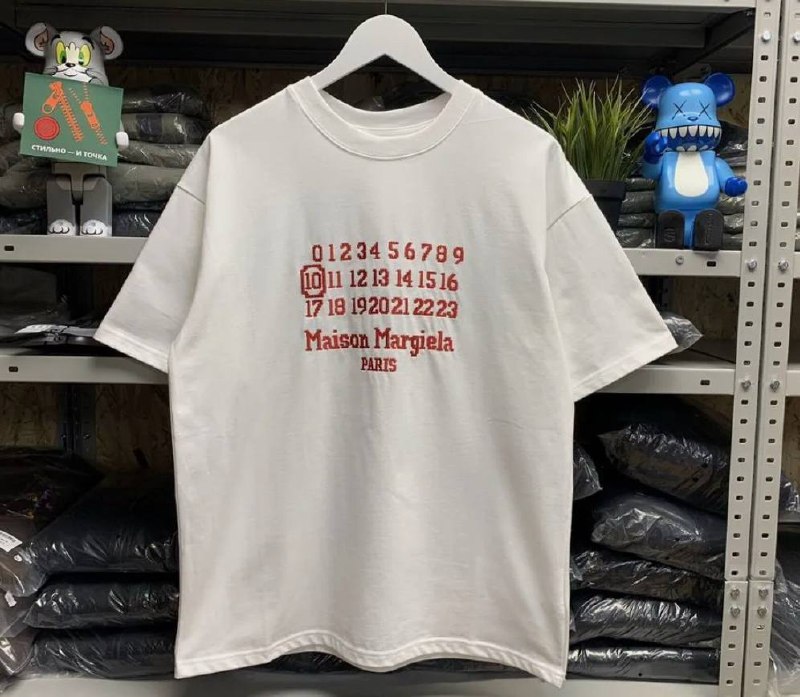 СТИЛЬНО — И ТОЧКА
0 1 2 3 4 5 6 7 8 9
10 11 12 13 14 15 16
17 18 19 20 21 22 23
Maison Margiela
PARIS